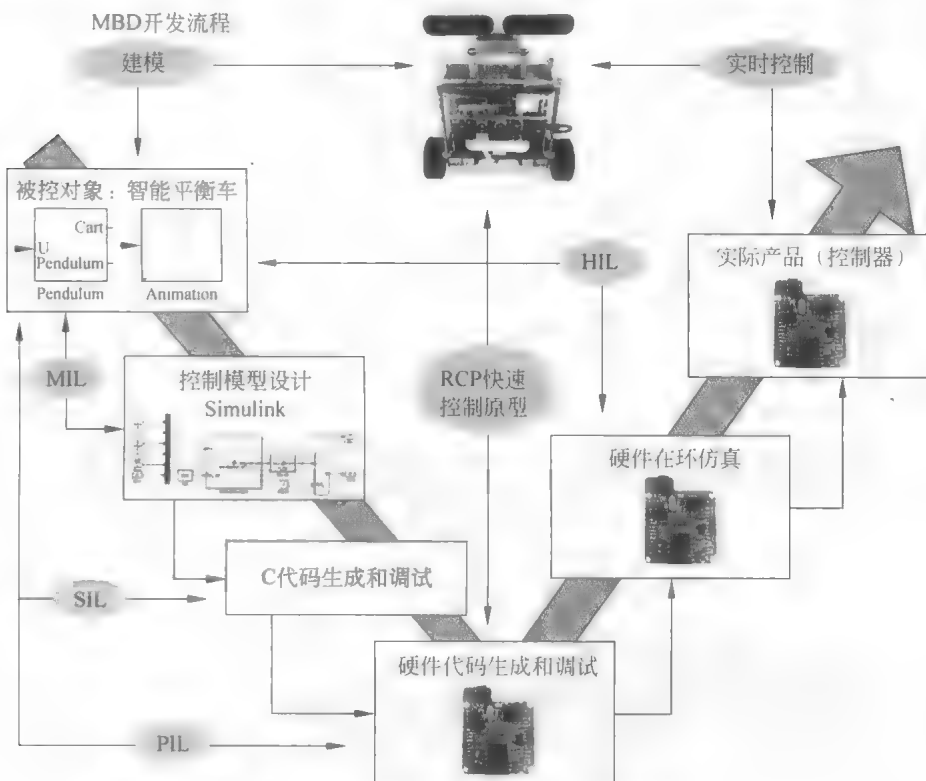 MBD开发流程
建模
实时控制
被控对象：智能平衡车
Cart
U
Pendulum
Pendulum
Animation
HIL
实际产品（控制器）
MIL
控制模型设计
Simulink
RCP快速
控制原型
硬件在环仿真
C代码生成和调试
SIL
硬件代码生成和调试
PIL